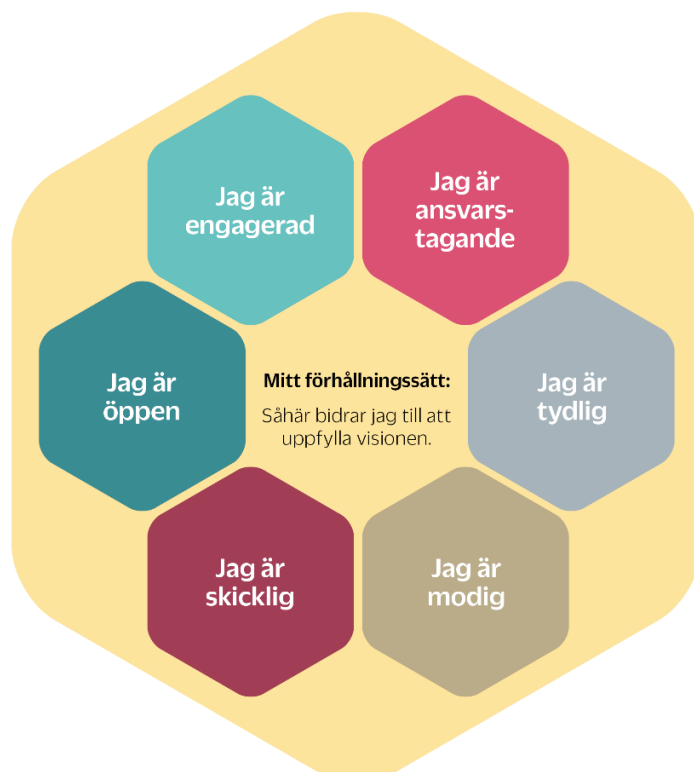 Jag är
engagerad
Jag är
ansvars-
tagande
Jag är
öppen
Mitt förhållningssätt:
Såhär bidrar jag till att
uppfylla visionen.
Jag är
tydlig
Jag är
skicklig
Jag är
modig